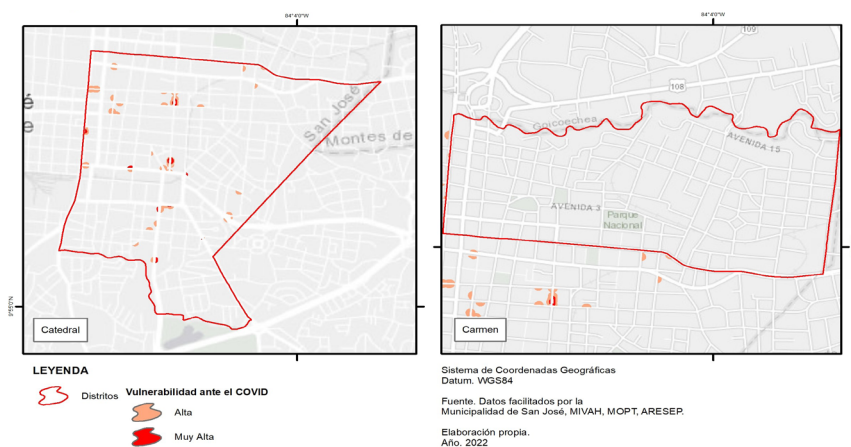 84°4'0"W
84°4'0"W
109
108
San José
Montes de
Goicoechea
AVENIDA 15
AVENIDA 3
Parque
Nacional
9°55'0"N
Catedral
Carmen
LEYENDA
Distritos
Vulnerabilidad ante el COVID
Alta
Muy Alta
Sistema de Coordenadas Geográficas
Datum. WGS84
Fuente. Datos facilitados por la
Municipalidad de San José, MIVAH, MOPT, ARESEP.
Elaboración propia.
Año. 2022